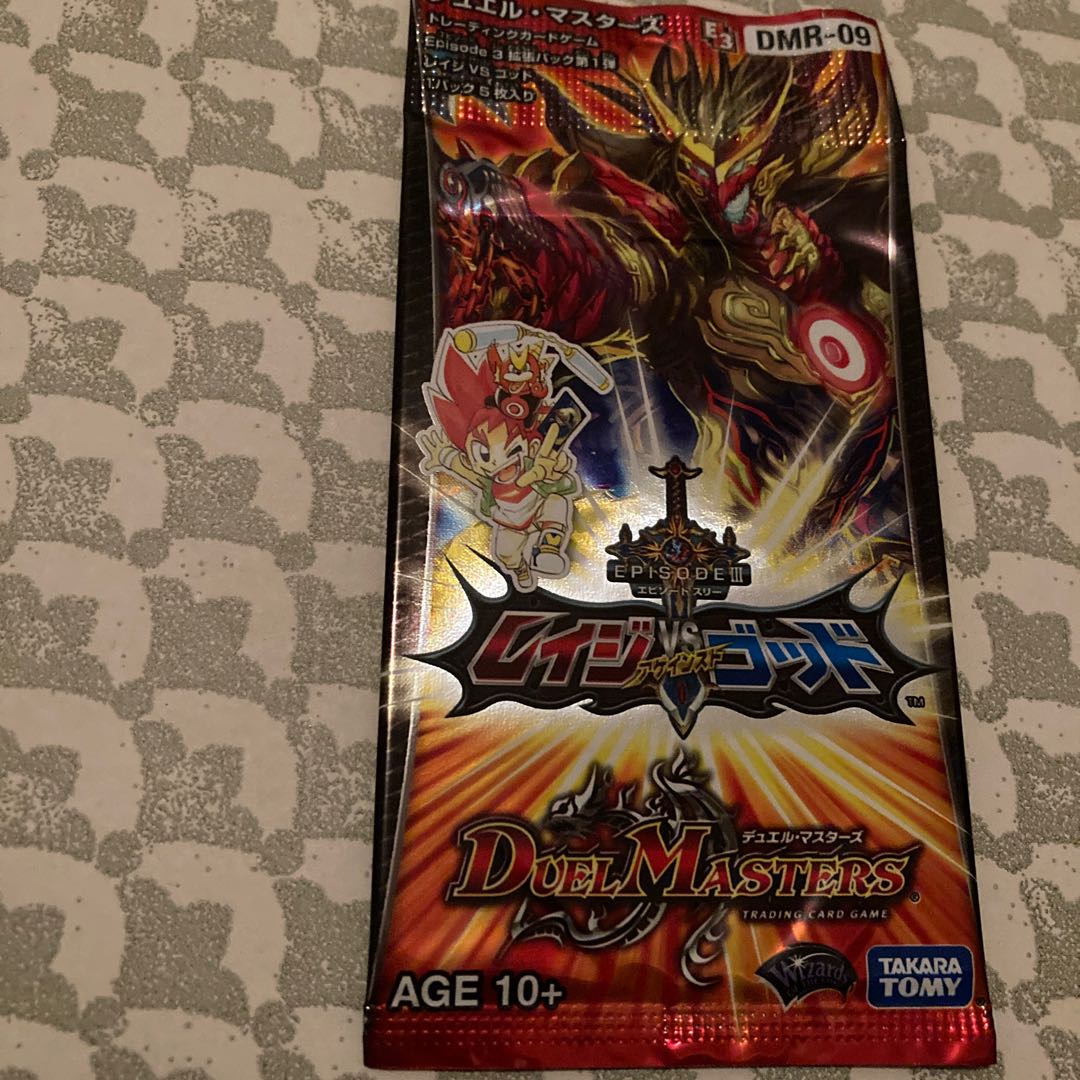 デュエル・マスターズ
トレーディングカードゲーム
Episode 3 拡張パック第1弾
レイジ VS ゴッド
1パック 5 枚入り
E3
DMR-09
EPISODE III
エピソードスリー
レイジVSゴッド
アゲインスト
TM
デュエル・マスターズ
DUEL MASTERS
®
TRADING CARD GAME
AGE 10+
Wizards
TAKARA
TOMY